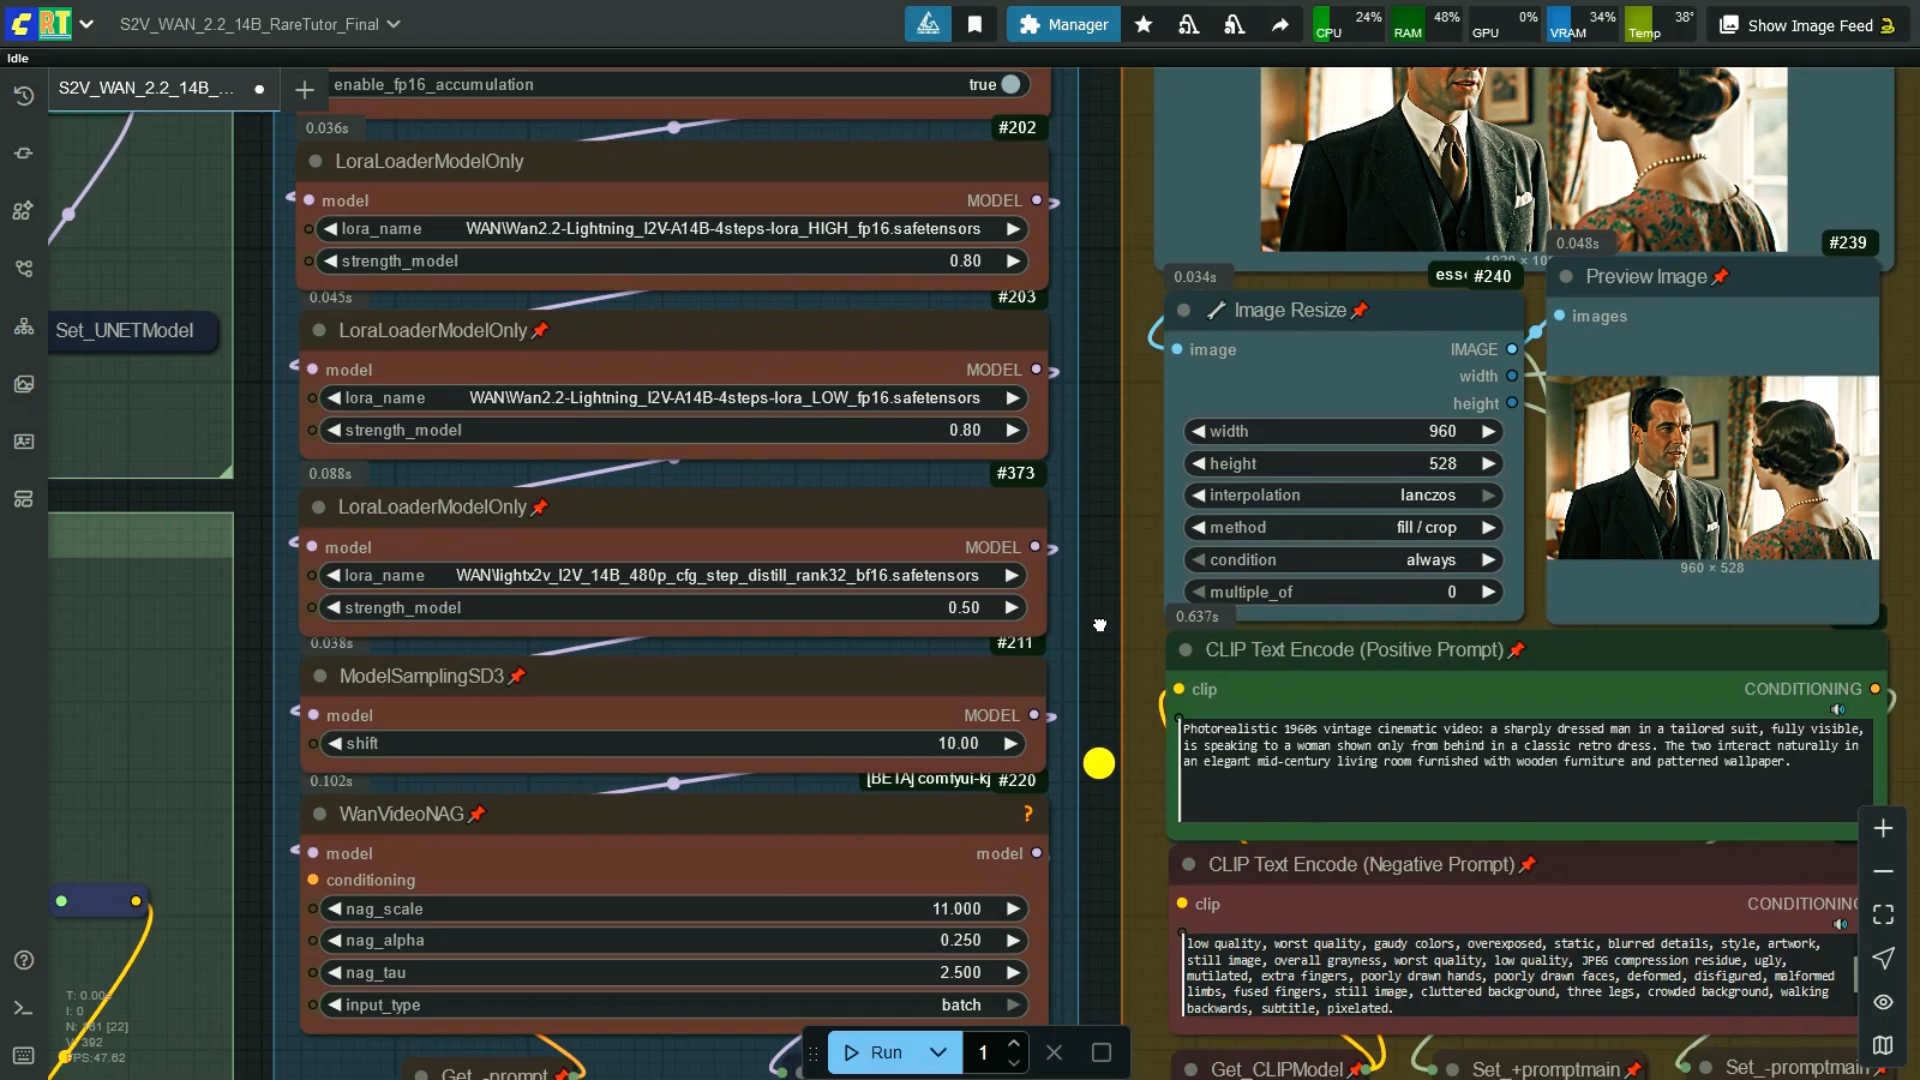 CRT
S2V_WAN_2.2_14B_RareTutor_Final
Manager
24%
CPU
48%
RAM
0%
GPU
34%
VRAM
38°
Temp
Show Image Feed
Idle
S2V_WAN_2.2_14B_...
enable_fp16_accumulation
true
0.036s
#202
LoraLoaderModelOnly
model
MODEL
lora_name
WAN\Wan2.2-Lightning_I2V-A14B-4steps-lora_HIGH_fp16.safetensors
strength_model
0.80
0.045s
#203
LoraLoaderModelOnly
model
MODEL
lora_name
WAN\Wan2.2-Lightning_I2V-A14B-4steps-lora_LOW_fp16.safetensors
strength_model
0.80
0.088s
#373
LoraLoaderModelOnly
model
MODEL
lora_name
WAN\lightx2v_I2V_14B_480p_cfg_step_distill_rank32_bf16.safetensors
strength_model
0.50
0.038s
#211
ModelSamplingSD3
model
MODEL
shift
10.00
0.102s
[BETA] comfyui-kj
#220
WanVideoNAG
?
model
model
conditioning
nag_scale
11.000
nag_alpha
0.250
nag_tau
2.500
input_type
batch
Get_-prompt
Set_UNETModel
I: 0
FPS:47.62
Run
1
0.034s
#240
Image Resize
image
IMAGE
width
height
width
960
height
528
interpolation
lanczos
method
fill / crop
condition
always
multiple_of
0
0.048s
#239
Preview Image
images
960 × 528
0.637s
CLIP Text Encode (Positive Prompt)
clip
CONDITIONING
Photorealistic 1960s vintage cinematic video: a sharply dressed man in a tailored suit, fully visible,
is speaking to a woman shown only from behind in a classic retro dress. The two interact naturally in
an elegant mid-century living room furnished with wooden furniture and patterned wallpaper.
CLIP Text Encode (Negative Prompt)
clip
CONDITIONING
low quality, worst quality, gaudy colors, overexposed, static, blurred details, style, artwork,
still image, overall grayness, worst quality, low quality, JPEG compression residue, ugly,
mutilated, extra fingers, poorly drawn hands, poorly drawn faces, deformed, disfigured, malformed
limbs, fused fingers, still image, cluttered background, three legs, crowded background, walking
backwards, subtitle, pixelated.
Get_CLIPModel
Set_+promptmain
Set_-promptmain